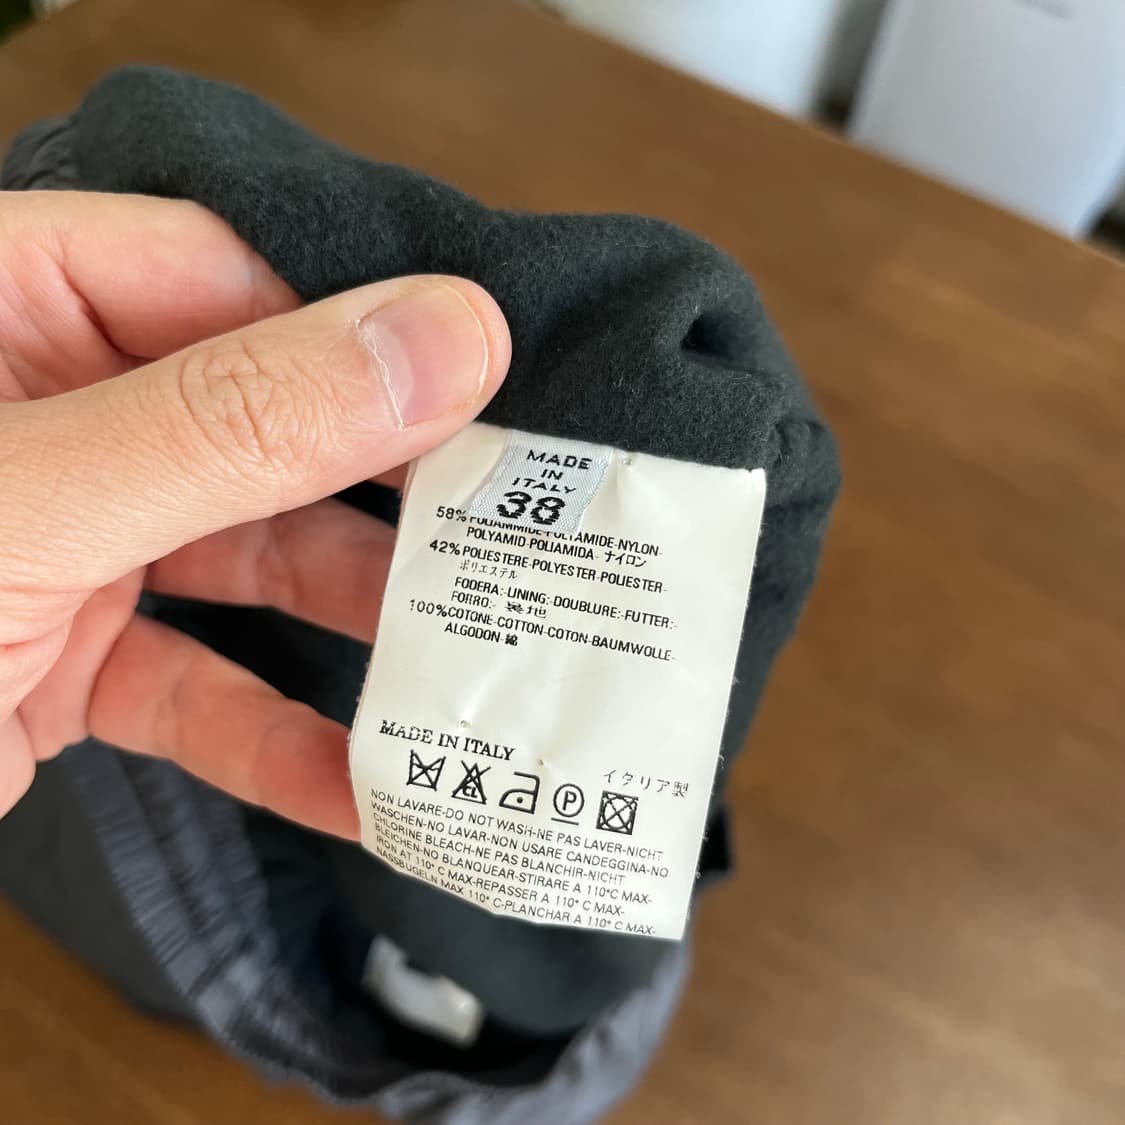 MADE
IN
ITALY
38
58% POLIAMMIDE-POLYAMIDE-NYLON-
POLYAMID-POLIAMIDA- ナイロン
42% POLIESTERE-POLYESTER-POLIESTER-
ポリエステル
FODERA:-LINING:-DOUBLURE:-FUTTER:-
FORRO:- 裏地
100%COTONE-COTTON-COTON-BAUMWOLLE-
ALGODON-綿
MADE IN ITALY
イタリア製
CL
P
NON LAVARE-DO NOT WASH-NE PAS LAVER-NICHT
WASCHEN-NO LAVAR-NON USARE CANDEGGINA-NO
CHLORINE BLEACH-NE PAS BLANCHIR-NICHT
BLEICHEN-NO BLANQUEAR-STIRARE A 110°C MAX-
IRON AT 110° C MAX-REPASSER A 110° C MAX-
NASSBUGELN MAX 110° C-PLANCHAR A 110° C MAX-